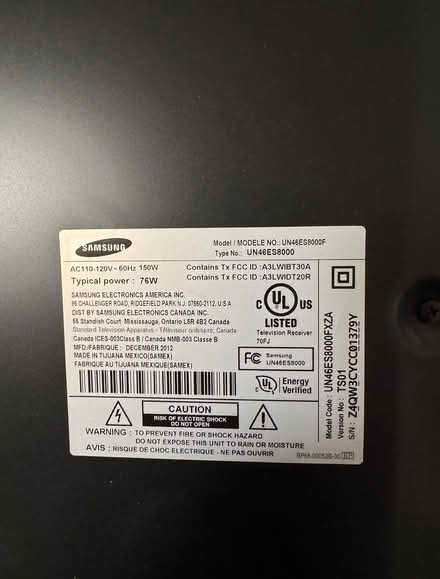 SAMSUNG
Model / MODELE NO.: UN46ES8000F
Type No.: UN46ES8000
AC110-120V~60Hz 150W
Typical power : 76W
Contains Tx FCC ID : A3LWIBT30A
Contains Tx FCC ID : A3LWIDT20R
SAMSUNG ELECTRONICS AMERICA INC.
85 CHALLENGER ROAD, RIDGEFIELD PARK N.J. 07660-2112, U.S.A
DIST BY SAMSUNG ELECTRONICS CANADA INC.
55 Standish Court Mississauga, Ontario L5R 4B2 Canada
Standard Television Apparatus / Téléviseur ordinaire, Canada
Canada ICES-003Class B / Canada NMB-003 Classe B
MFD/FABRIQUE : DECEMBER 2012
MADE IN TIJUANA MEXICO(SAMEX)
FABRIQUE AU TIJUANA MEXIQUE(SAMEX)
C UL US
LISTED
Television Receiver
70FJ
FC Samsung
UN46ES8000
UL Energy
Verified
CAUTION
RISK OF ELECTRIC SHOCK
DO NOT OPEN
WARNING : TO PREVENT FIRE OR SHOCK HAZARD
DO NOT EXPOSE THIS UNIT TO RAIN OR MOISTURE
AVIS : RISQUE DE CHOC ELECTRIQUE - NE PAS OUVRIR
Model Code : UN46ES8000FXZA
Version No : TS01
S/N : Z4QW3CYCC01379Y